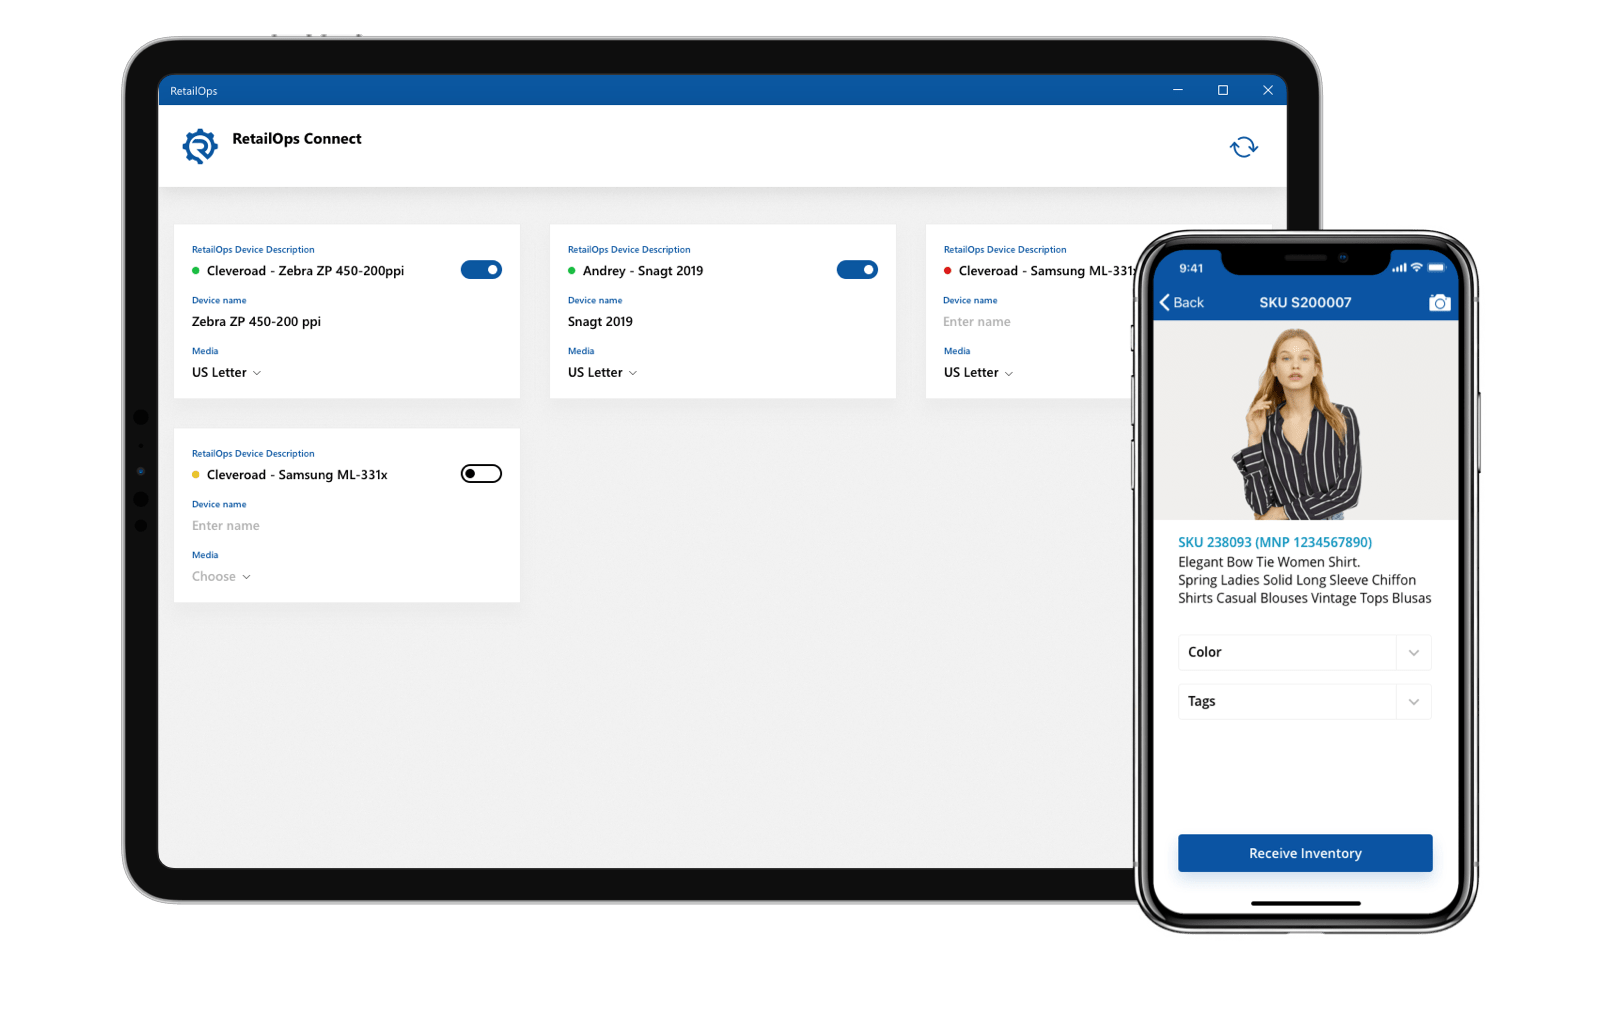 RetailOps
RetailOps Connect
RetailOps Device Description
Cleveroad - Zebra ZP 450-200ppi
Device name
Zebra ZP 450-200 ppi
Media
US Letter
RetailOps Device Description
Andrey - Snagt 2019
Device name
Snagt 2019
Media
US Letter
RetailOps Device Description
Cleveroad - Samsung ML-331
Device name
Enter name
Media
US Letter
RetailOps Device Description
Cleveroad - Samsung ML-331x
Device name
Enter name
Media
Choose
9:41
Back
SKU S200007
SKU 238093 (MNP 1234567890)
Elegant Bow Tie Women Shirt.
Spring Ladies Solid Long Sleeve Chiffon
Shirts Casual Blouses Vintage Tops Blusas
Color
Tags
Receive Inventory